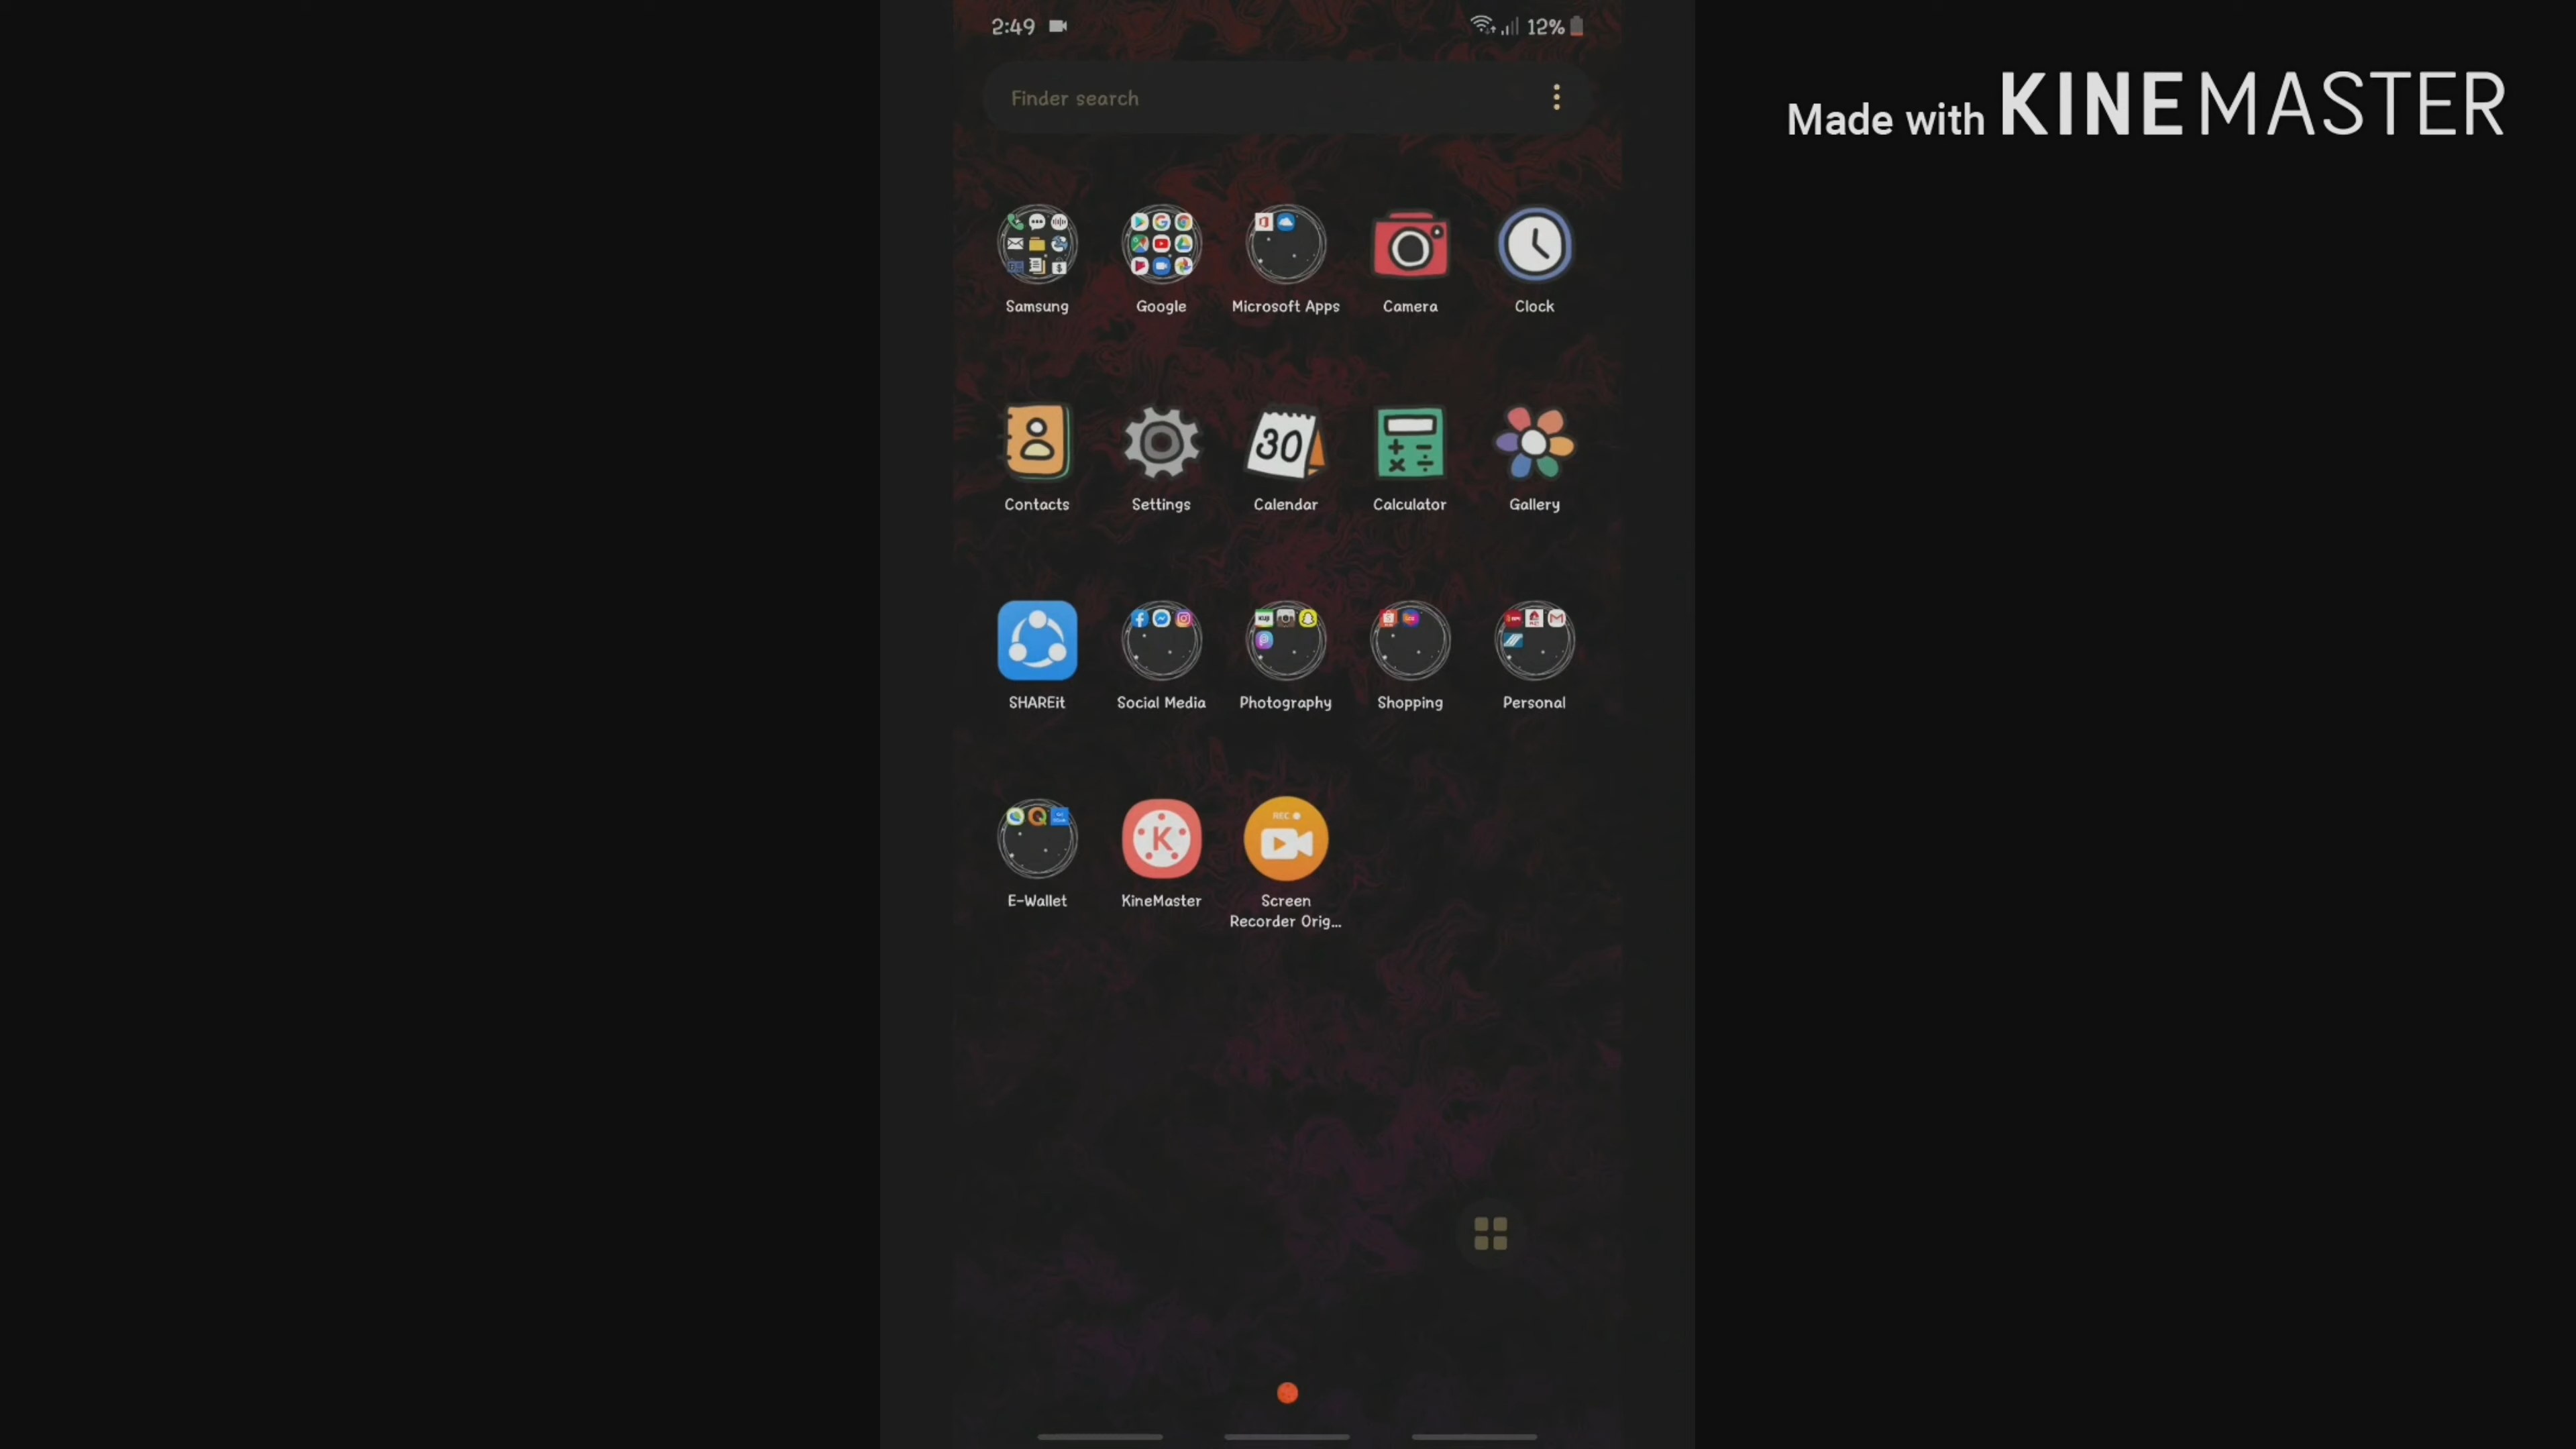 2:49
12%
Made with KINEMASTER
Finder search
Samsung
Google
Microsoft Apps
Camera
Clock
30
Contacts
Settings
Calendar
Calculator
Gallery
SHAREit
Social Media
Photography
Shopping
Personal
REC
K
E-Wallet
KineMaster
Screen
Recorder Orig...